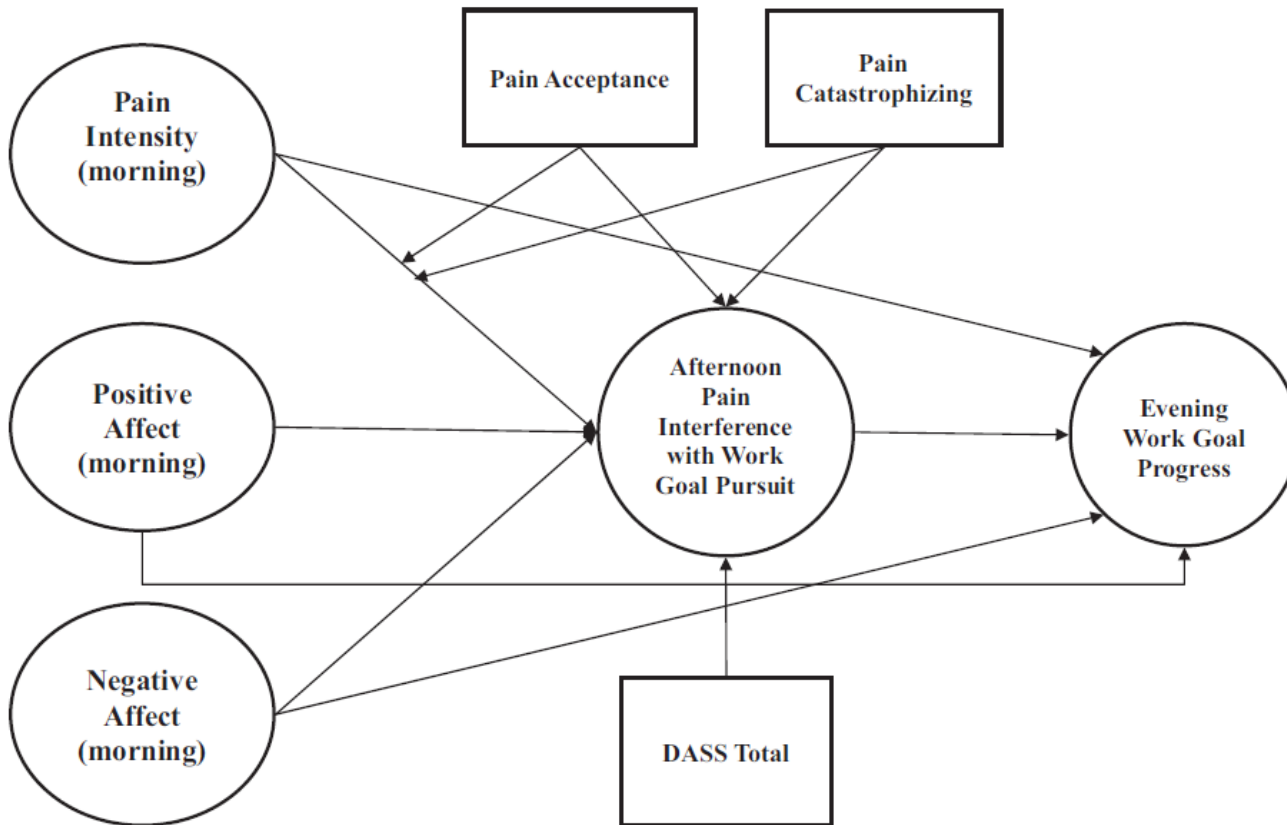 Pain
Intensity
(morning)
Pain Acceptance
Pain
Catastrophizing
Positive
Affect
(morning)
Afternoon
Pain
Interference
with Work
Goal Pursuit
Evening
Work Goal
Progress
Negative
Affect
(morning)
DASS Total